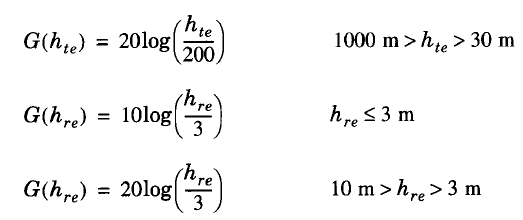 G(h_te) = 20log(h_te/200) 1000 m > h_te > 30 m
G(h_re) = 10log(h_re/3) h_re ≤ 3 m
G(h_re) = 20log(h_re/3) 10 m > h_re > 3 m